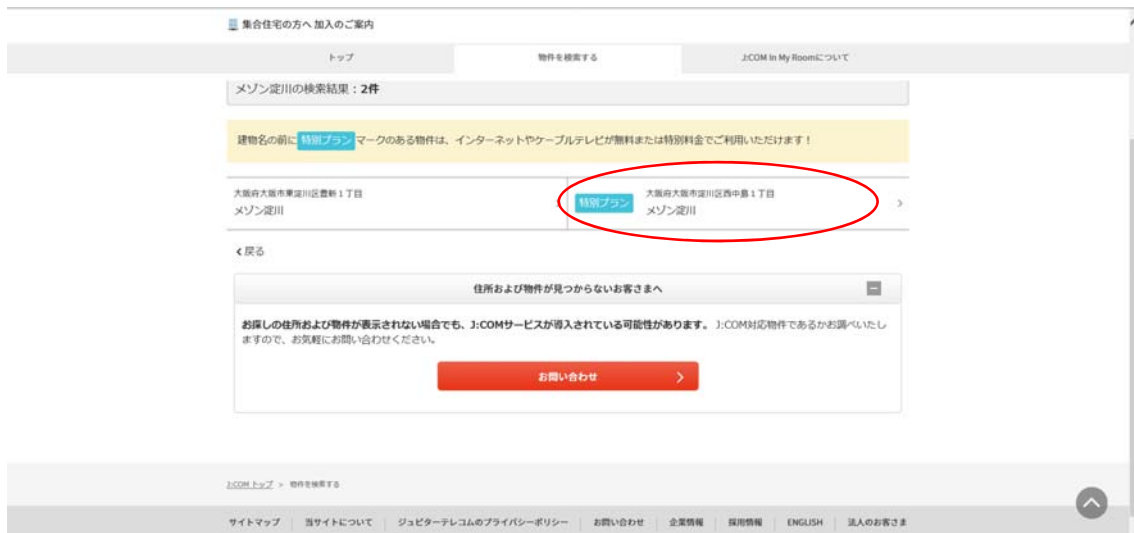 集合住宅の方へ 加入のご案内
トップ
物件を検索する
J:COM In My Roomについて
メゾン淀川の検索結果：2件
建物名の前に 特別プラン マークのある物件は、インターネットやケーブルテレビが無料または特別料金でご利用いただけます！
大阪府大阪市東淀川区豊新１丁目
メゾン淀川
特別プラン
大阪府大阪市淀川区西中島１丁目
メゾン淀川
戻る
住所および物件が見つからないお客さまへ
お探しの住所および物件が表示されない場合でも、J:COMサービスが導入されている可能性があります。 J:COM対応物件であるかお調べいたし
ますので、お気軽にお問い合わせください。
お問い合わせ
J:COM トップ > 物件を検索する
サイトマップ
当サイトについて
ジュピターテレコムのプライバシーポリシー
お問い合わせ
企業情報
採用情報
ENGLISH
法人のお客さま